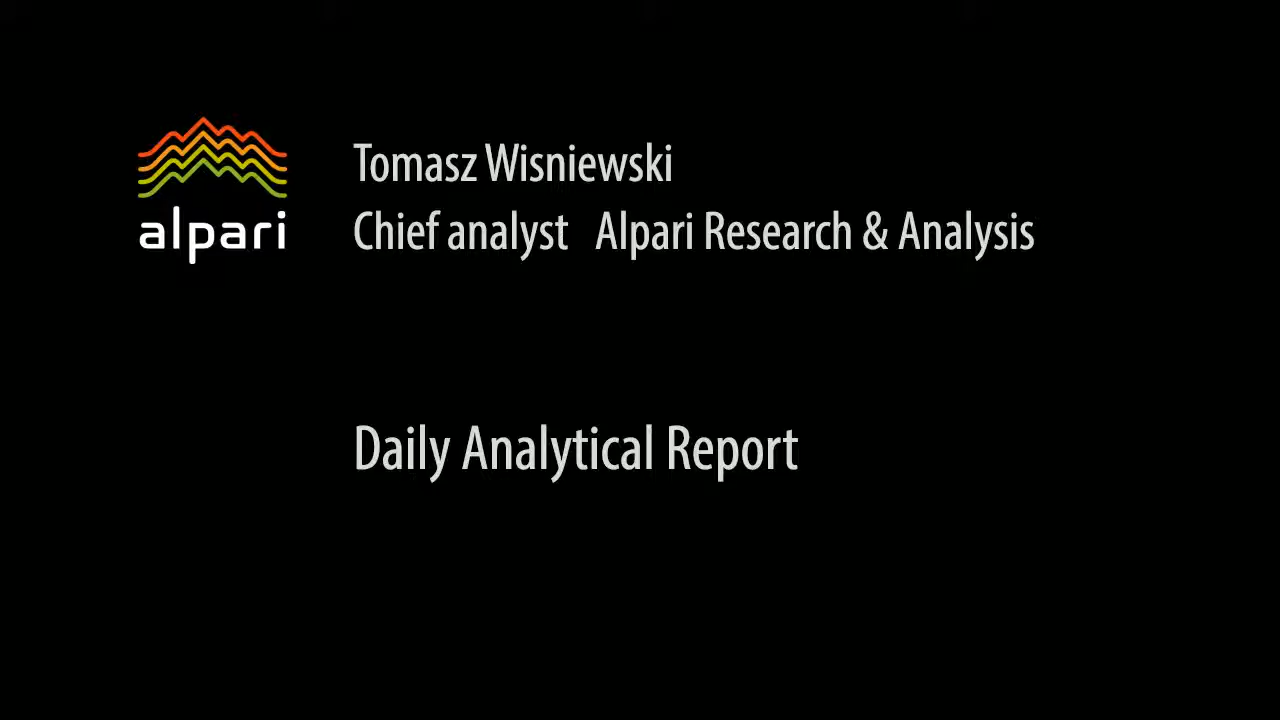 Tomasz Wisniewski
alpari
Chief analyst Alpari Research & Analysis
Daily Analytical Report